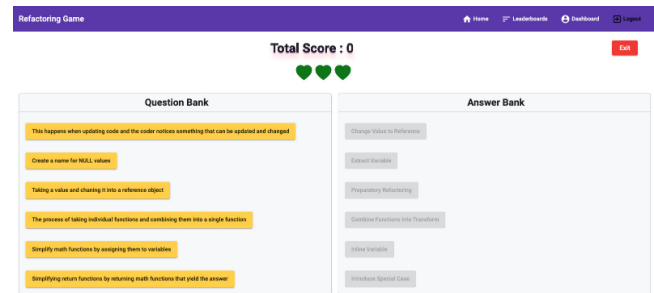 Refactoring Game
Home
Leaderboards
Dashboard
Logout
Total Score : 0
Exit
Question Bank
This happens when updating code and the coder notices something that can be updated and changed
Create a name for NULL values
Taking a value and chaning it into a reference object
The process of taking individual functions and combining them into a single function
Simplify math functions by assigning them to variables
Simplifying return functions by returning math functions that yield the answer
Answer Bank
Change Value to Reference
Extract Variable
Preparatory Refactoring
Combine Functions into Transform
Inline Variable
Introduce Special Case